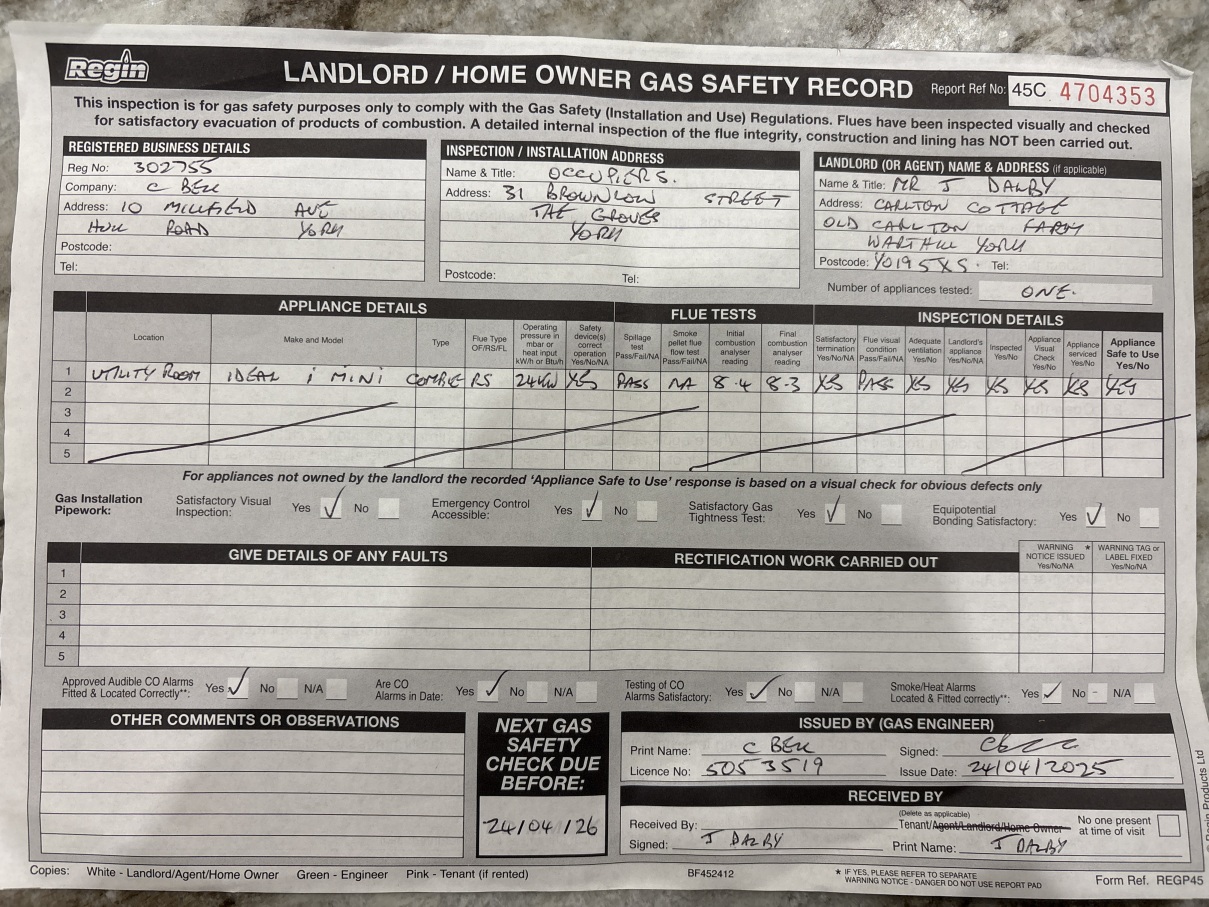 Regin
LANDLORD / HOME OWNER GAS SAFETY RECORD
Report Ref No: 45C 4704353
This inspection is for gas safety purposes only to comply with the Gas Safety (Installation and Use) Regulations. Flues have been inspected visually and checked
for satisfactory evacuation of products of combustion. A detailed internal inspection of the flue integrity, construction and lining has NOT been carried out.
REGISTERED BUSINESS DETAILS
Reg No: 302755
Company: C BELL
Address: 10 MILLFIELD AVE
HULL ROAD YORK
Postcode:
Tel:
INSPECTION / INSTALLATION ADDRESS
Name & Title: OCCUPIERS.
Address: 31 BROWNLOW STREET
THE GROVES
YORK
Postcode: Tel:
LANDLORD (OR AGENT) NAME & ADDRESS (if applicable)
Name & Title: MR J DALBY
Address: CARLTON COTTAGE
OLD CARLTON FARM
WARTHILL YORK
Postcode: YO19 5XS. Tel:
Number of appliances tested: ONE.
APPLIANCE DETAILS FLUE TESTS INSPECTION DETAILS
Location
Make and Model
Type
Flue Type
OF/RS/FL
Operating
pressure in
mbar or
heat input
kW/h or Btu/h
Safety
device(s)
correct
operation
Yes/No/NA
Spillage
test
Pass/Fail/NA
Smoke
pellet flue
flow test
Pass/Fail/NA
Initial
combustion
analyser
reading
Final
combustion
analyser
reading
Satisfactory
termination
Yes/No/NA
Flue visual
condition
Pass/Fail/NA
Adequate
ventilation
Yes/No
Landlord's
appliance
Yes/No/NA
Inspected
Yes/No
Appliance
Visual
Check
Yes/No
Appliance
serviced
Yes/No
Appliance
Safe to Use
Yes/No
1 UTILITY ROOM IDEAL i MINI COMBIE RS 24KW YES PASS NA 8.4 8.3 YES PASS YES YES YES YES YES YES
2
3
4
5
For appliances not owned by the landlord the recorded 'Appliance Safe to Use' response is based on a visual check for obvious defects only
Gas Installation
Pipework:
Satisfactory Visual
Inspection:
Yes ✓ No
Emergency Control
Accessible:
Yes ✓ No
Satisfactory Gas
Tightness Test:
Yes ✓ No
Equipotential
Bonding Satisfactory:
Yes ✓ No
GIVE DETAILS OF ANY FAULTS RECTIFICATION WORK CARRIED OUT
WARNING *
NOTICE ISSUED
Yes/No/NA
WARNING TAG or
LABEL FIXED
Yes/No/NA
1
2
3
4
5
Approved Audible CO Alarms
Fitted & Located Correctly**:
Yes ✓ No N/A
Are CO
Alarms in Date:
Yes ✓ No N/A
Testing of CO
Alarms Satisfactory:
Yes ✓ No N/A
Smoke/Heat Alarms
Located & Fitted correctly**:
Yes ✓ No - N/A
OTHER COMMENTS OR OBSERVATIONS
NEXT GAS
SAFETY
CHECK DUE
BEFORE:
24/04/26
ISSUED BY (GAS ENGINEER)
Print Name: C BELL Signed: C Bell
Licence No: 5053519 Issue Date: 24/04/2025
RECEIVED BY
Received By:
(Delete as applicable)
Tenant/Agent/Landlord/Home Owner
No one present
at time of visit
Signed: J DALBY Print Name: J DALBY
Copies: White - Landlord/Agent/Home Owner Green - Engineer Pink - Tenant (if rented)
BF452412
* IF YES, PLEASE REFER TO SEPARATE
WARNING NOTICE - DANGER DO NOT USE REPORT PAD
Form Ref. REGP45
© Regin Products Ltd